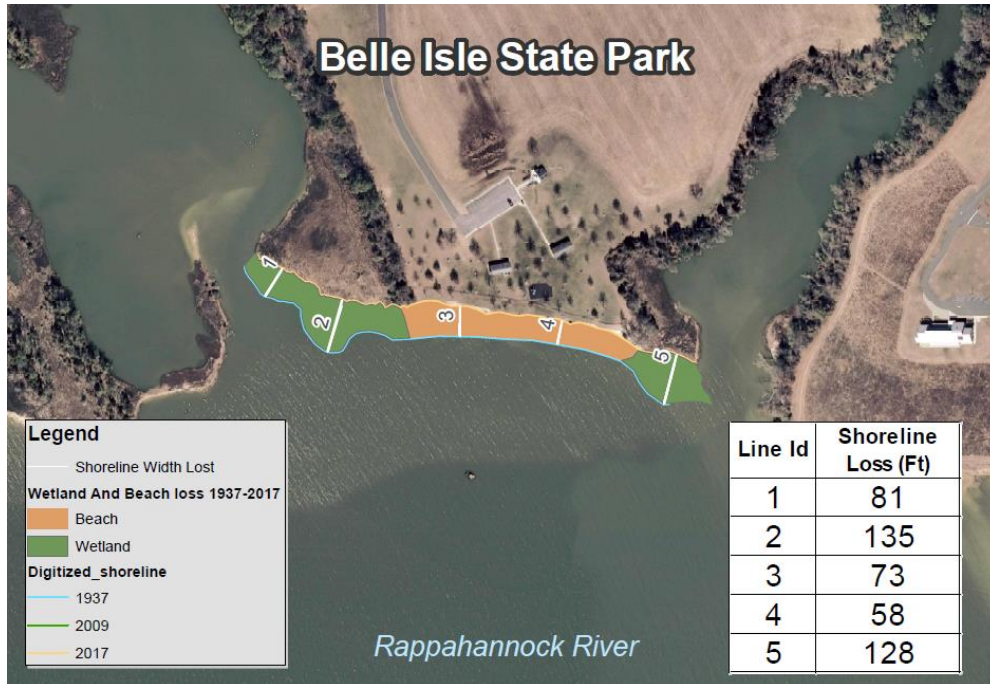 Belle Isle State Park
1
2
3
4
5
Legend
Shoreline Width Lost
Wetland And Beach loss 1937-2017
Beach
Wetland
Digitized_shoreline
1937
2009
2017
Rappahannock River
Line Id Shoreline Loss (Ft)
1 81
2 135
3 73
4 58
5 128